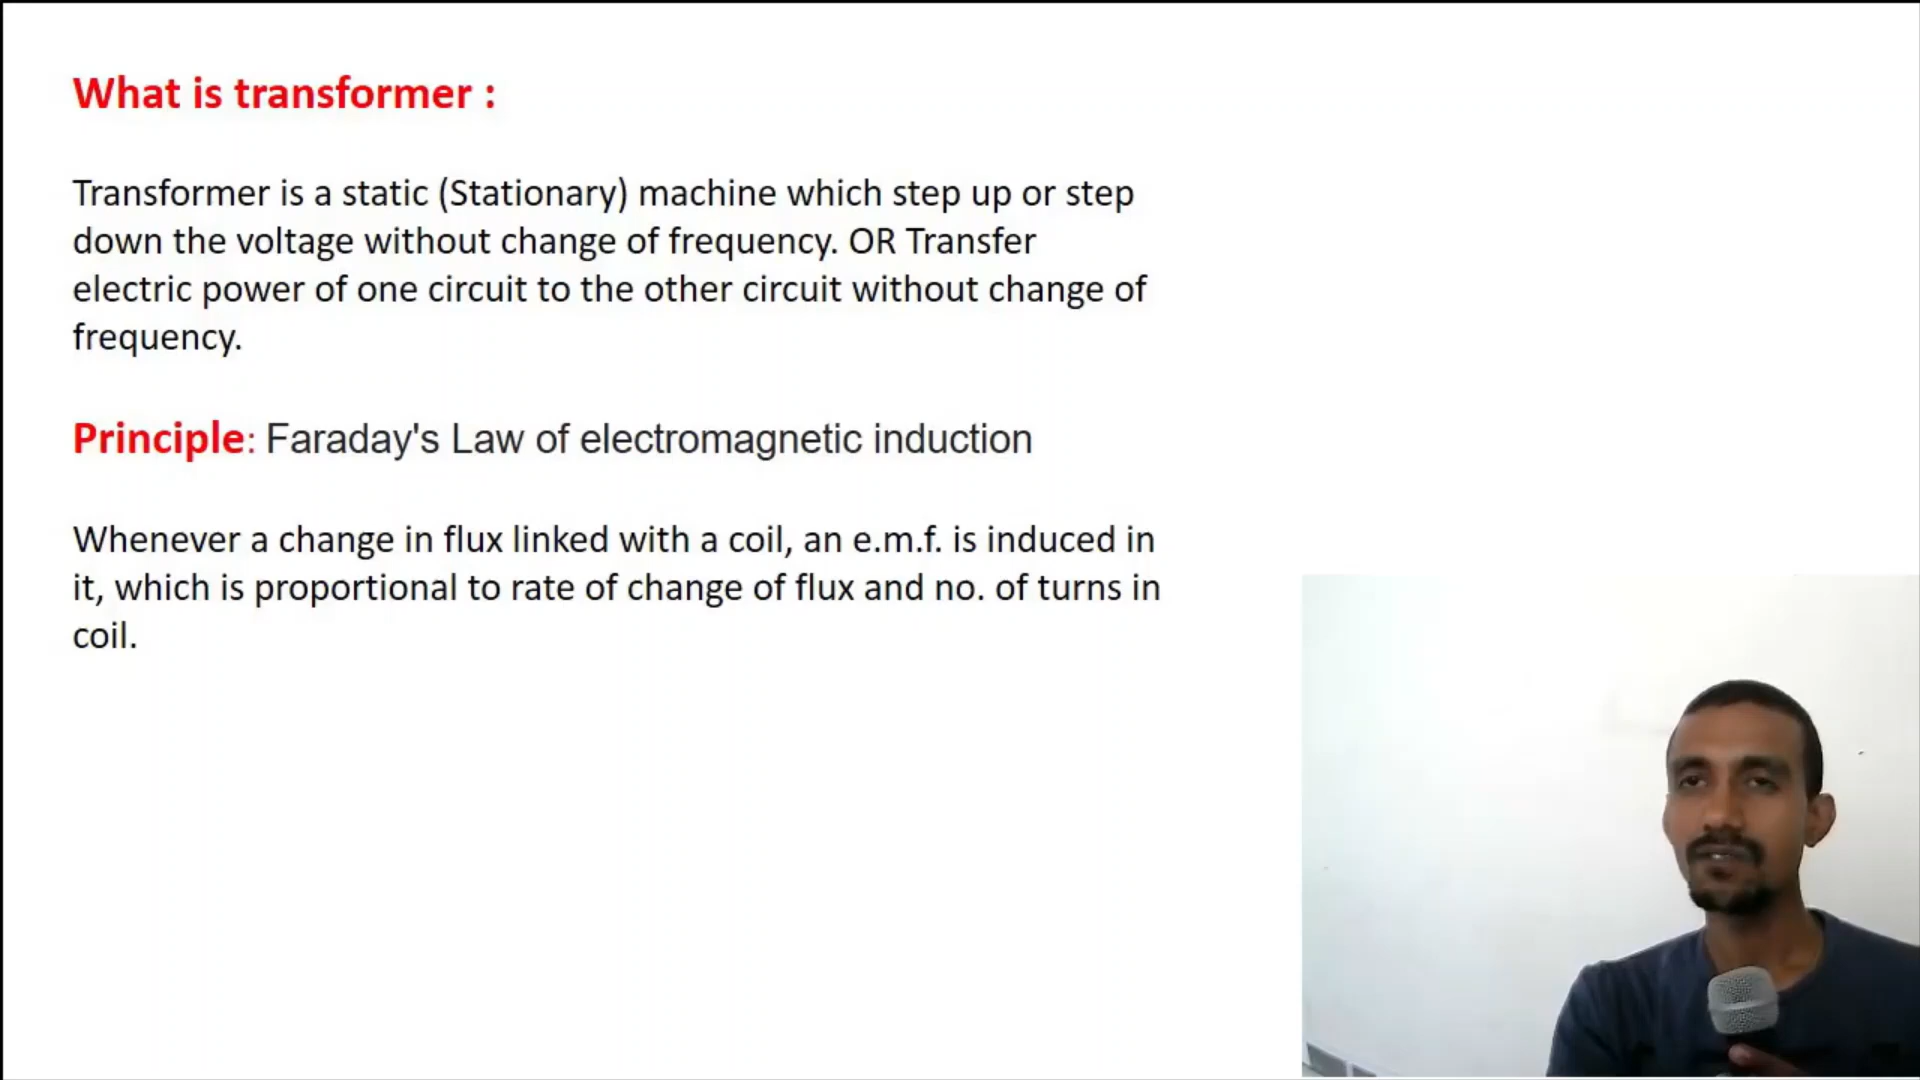 What is transformer :
Transformer is a static (Stationary) machine which step up or step
down the voltage without change of frequency. OR Transfer
electric power of one circuit to the other circuit without change of
frequency.
Principle: Faraday's Law of electromagnetic induction
Whenever a change in flux linked with a coil, an e.m.f. is induced in
it, which is proportional to rate of change of flux and no. of turns in
coil.